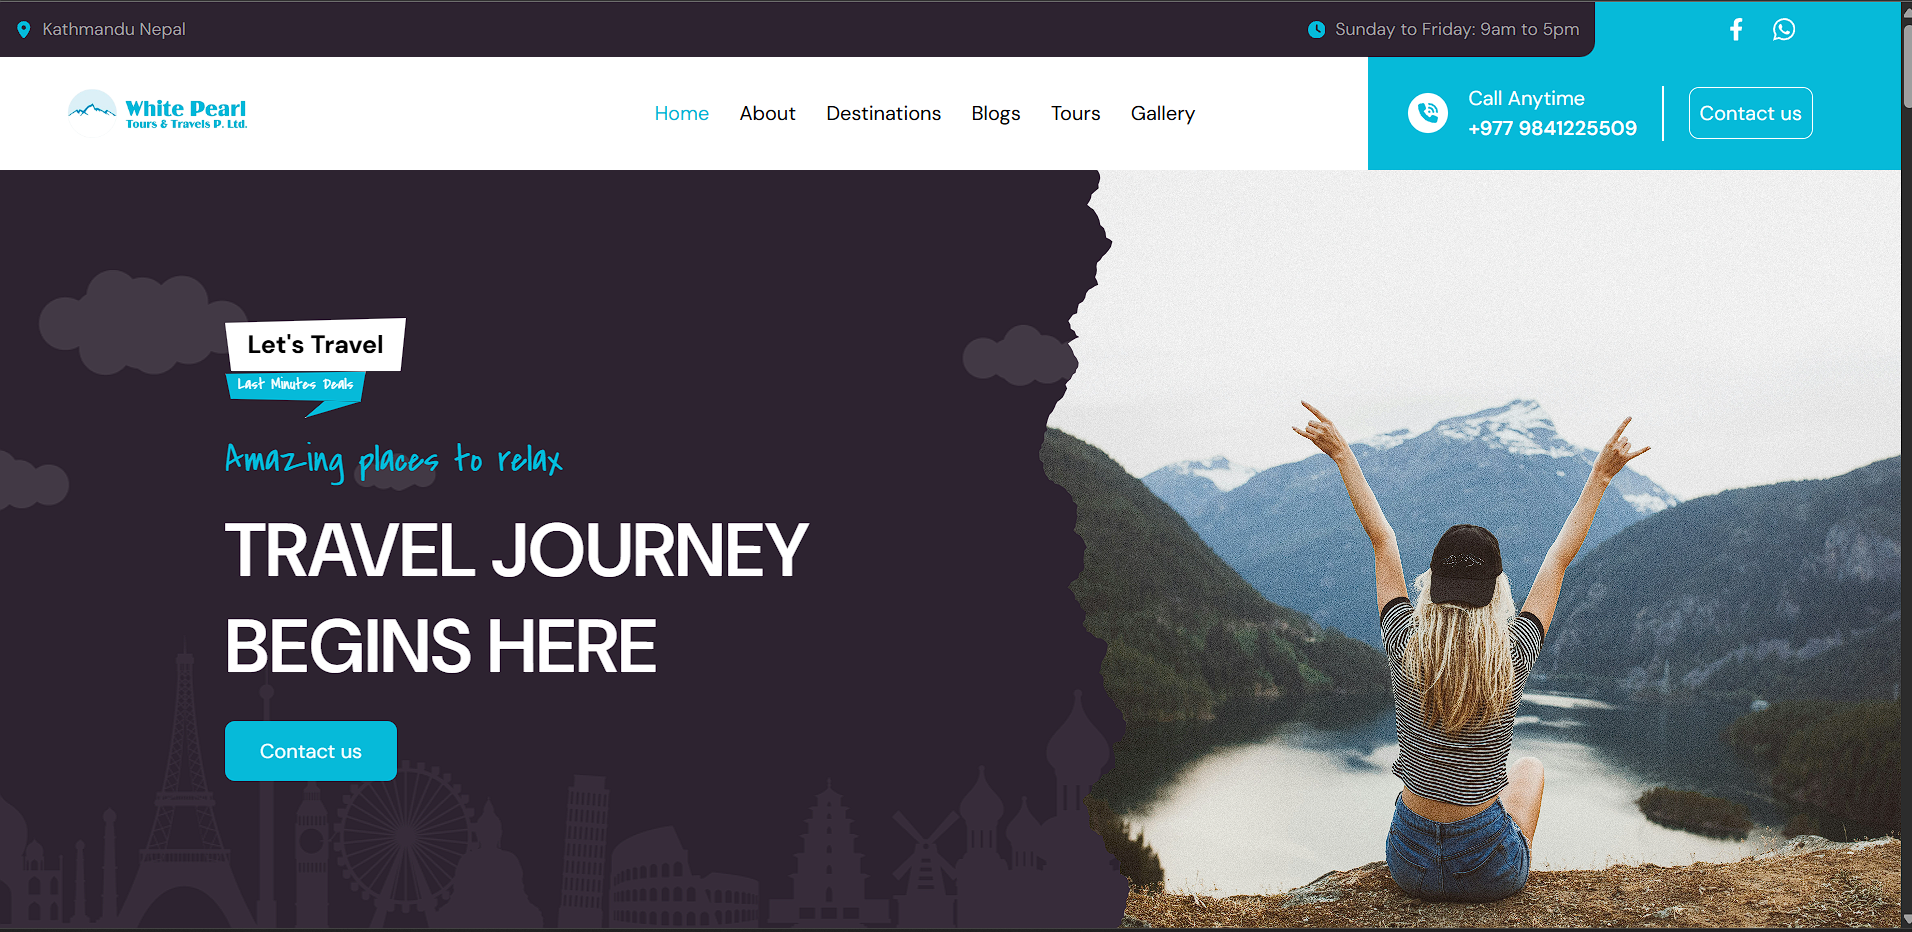 Kathmandu Nepal
Sunday to Friday: 9am to 5pm
White Pearl
Tours & Travels P. Ltd.
Home
About
Destinations
Blogs
Tours
Gallery
Call Anytime
+977 9841225509
Contact us
Let's Travel
Last Minutes Deals
Amazing places to relax
TRAVEL JOURNEY
BEGINS HERE
Contact us